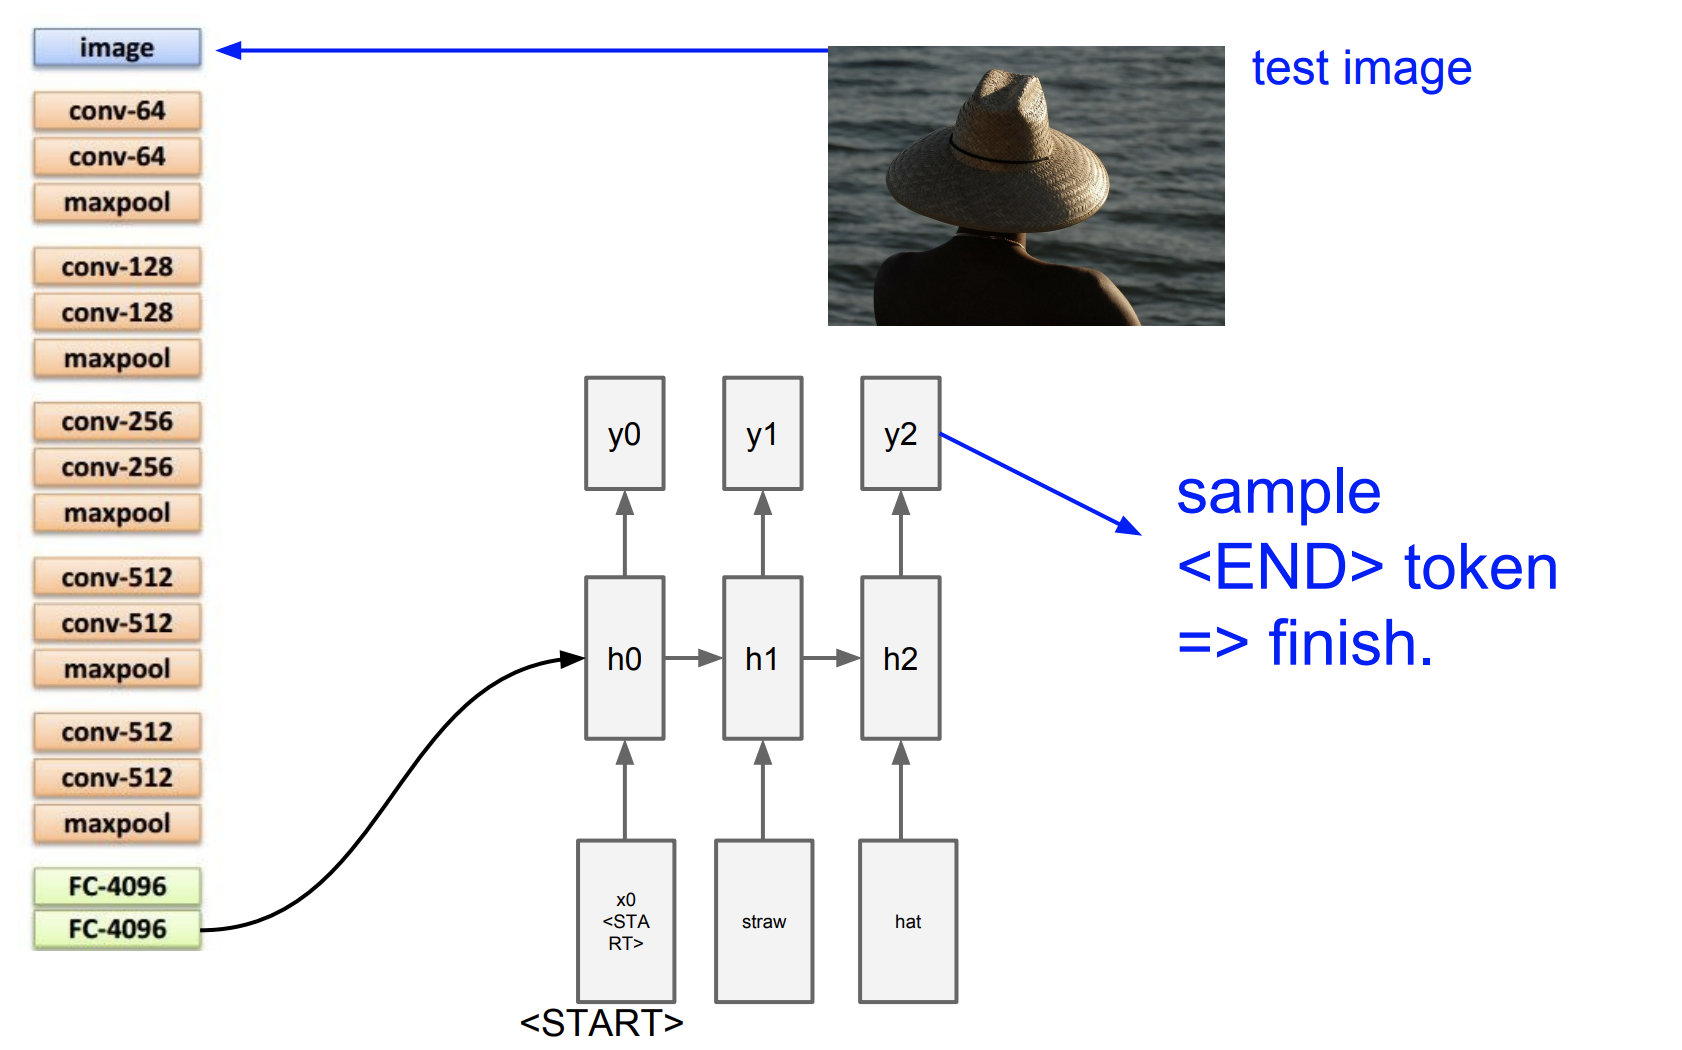 image
conv-64
conv-64
maxpool
conv-128
conv-128
maxpool
conv-256
conv-256
maxpool
conv-512
conv-512
maxpool
conv-512
conv-512
maxpool
FC-4096
FC-4096
test image
y0
y1
y2
sample
<END> token
=> finish.
h0
h1
h2
x0
<STA
RT>
straw
hat
<START>